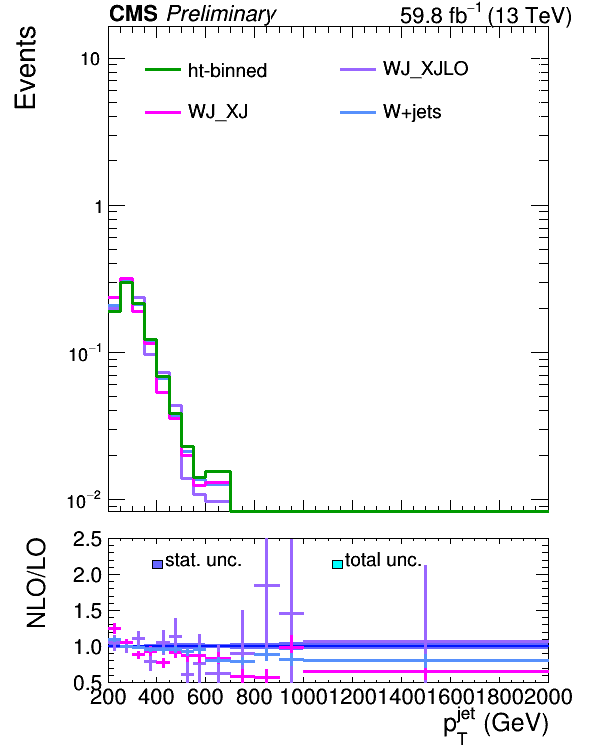 CMS Preliminary 59.8 fb⁻¹ (13 TeV)
Events
ht-binned WJ_XJLO
WJ_XJ W+jets
10
1
10⁻¹
10⁻²
NLO/LO
stat. unc. total unc.
2.5
2.0
1.5
1.0
0.5
200 400 600 800 1000 1200 1400 1600 1800 2000
p_T^jet (GeV)